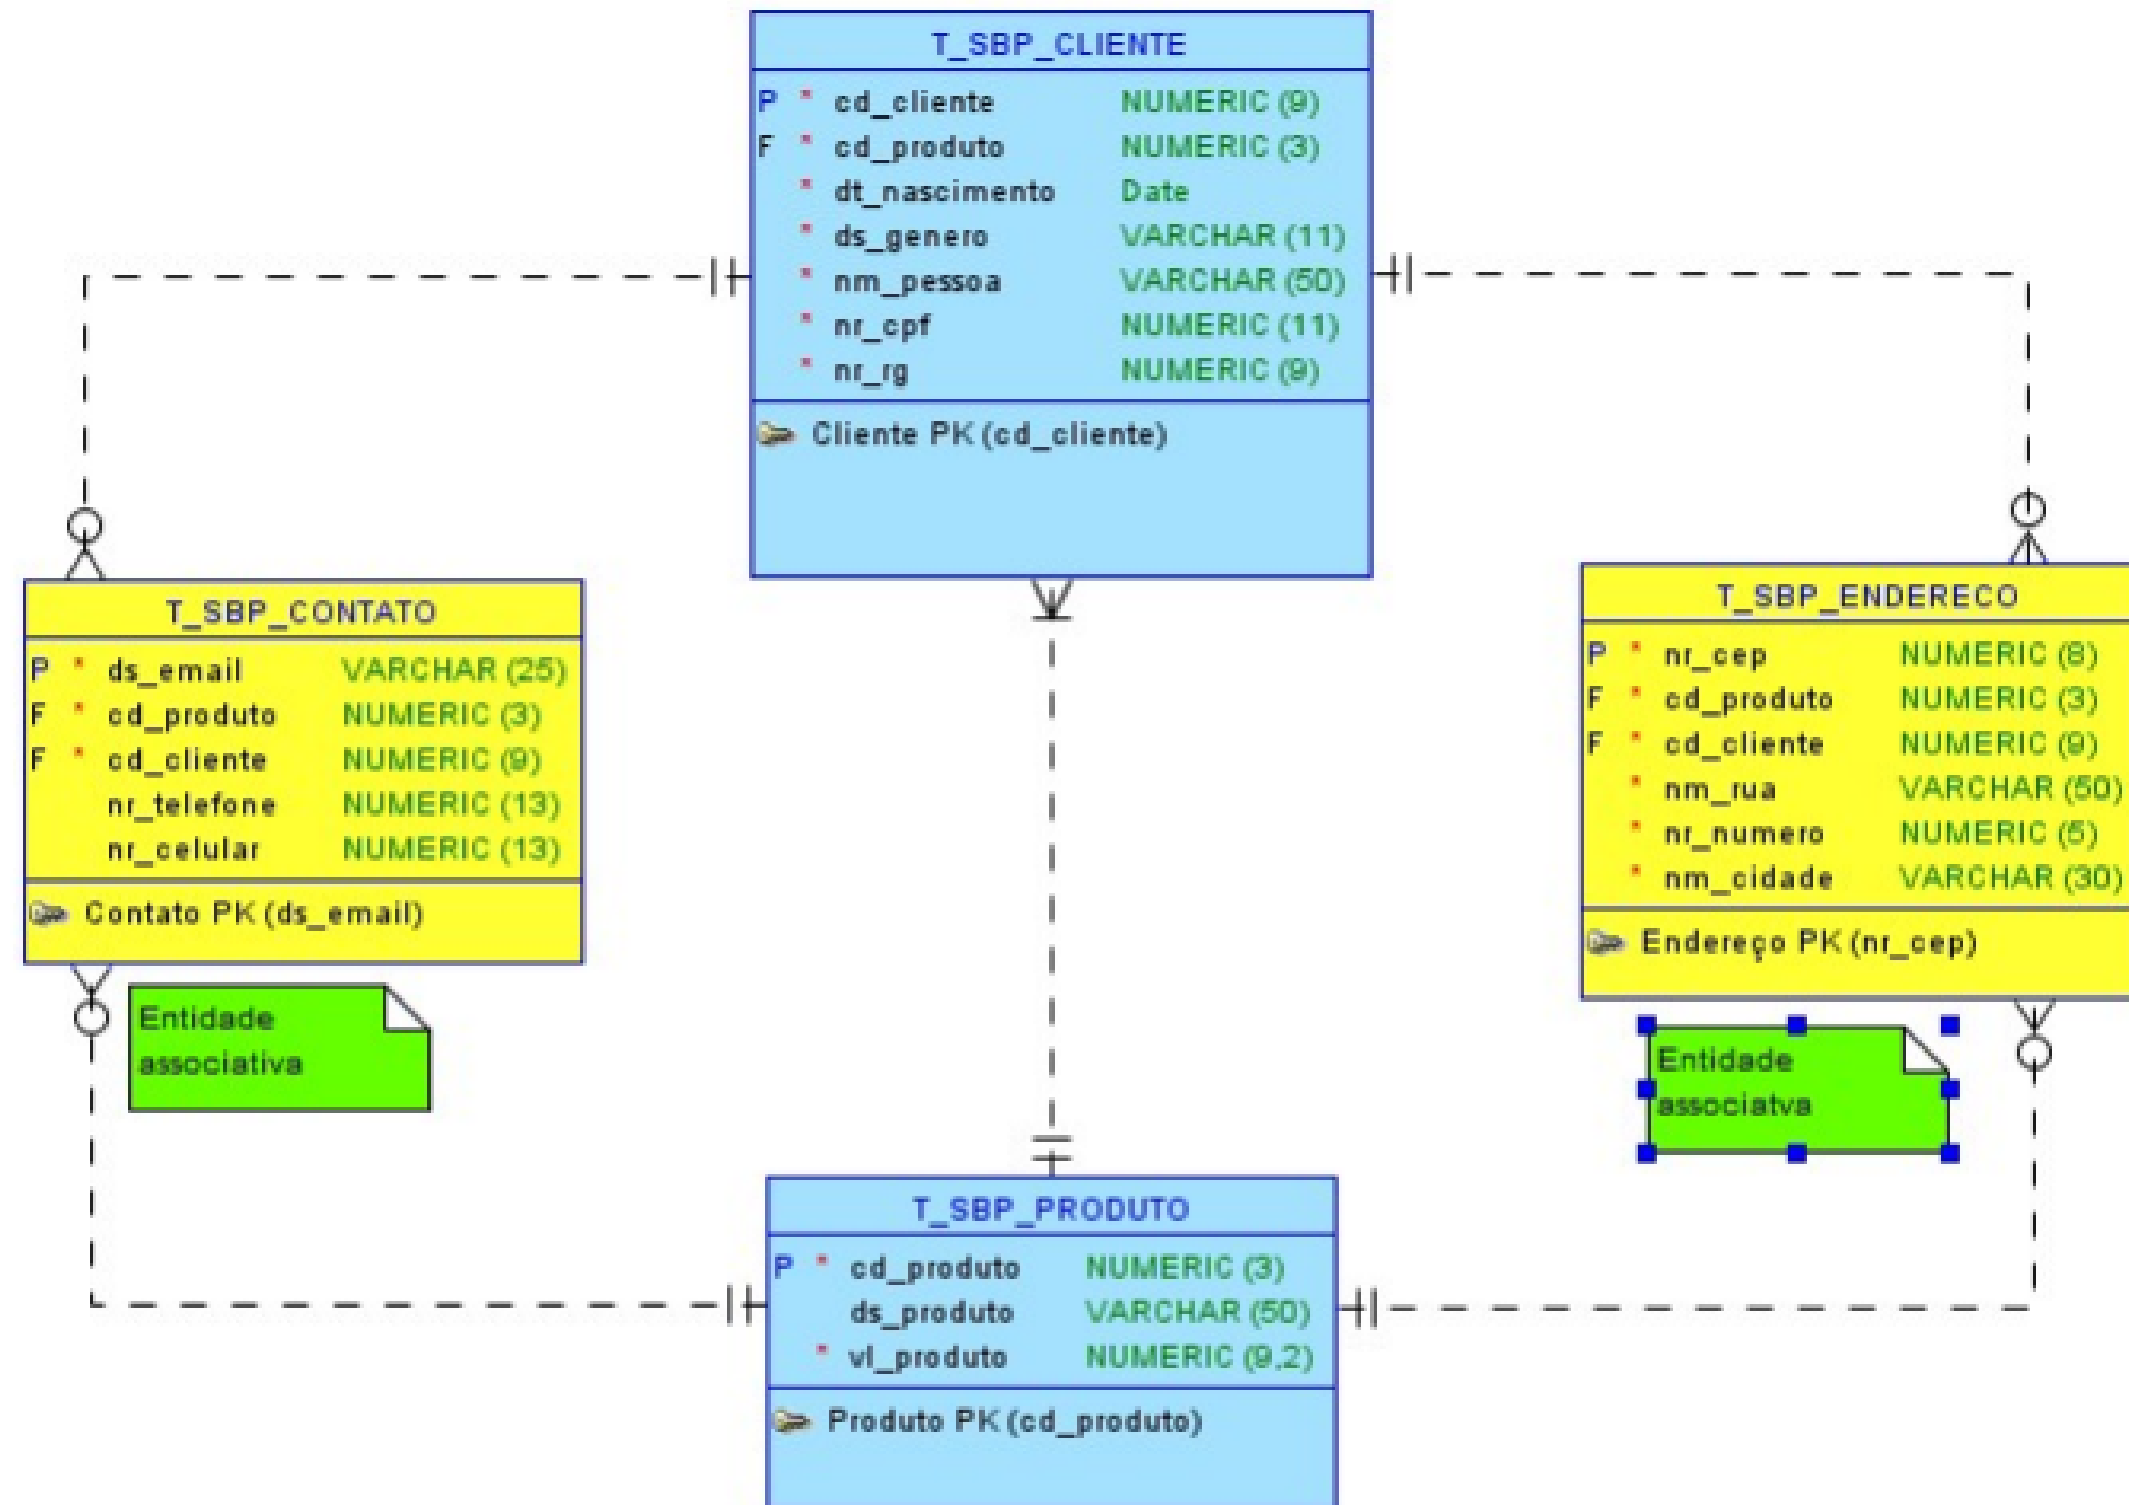 T_SBP_CLIENTE
P * cd_cliente NUMERIC (9)
F * cd_produto NUMERIC (3)
* dt_nascimento Date
* ds_genero VARCHAR (11)
* nm_pessoa VARCHAR (50)
* nr_cpf NUMERIC (11)
* nr_rg NUMERIC (9)
Cliente PK (cd_cliente)
T_SBP_CONTATO
P * ds_email VARCHAR (25)
F * cd_produto NUMERIC (3)
F * cd_cliente NUMERIC (9)
nr_telefone NUMERIC (13)
nr_celular NUMERIC (13)
Contato PK (ds_email)
Entidade
associativa
T_SBP_ENDERECO
P * nr_cep NUMERIC (8)
F * cd_produto NUMERIC (3)
F * cd_cliente NUMERIC (9)
* nm_rua VARCHAR (50)
* nr_numero NUMERIC (5)
* nm_cidade VARCHAR (30)
Endereço PK (nr_cep)
Entidade
associatva
T_SBP_PRODUTO
P * cd_produto NUMERIC (3)
ds_produto VARCHAR (50)
* vl_produto NUMERIC (9,2)
Produto PK (cd_produto)